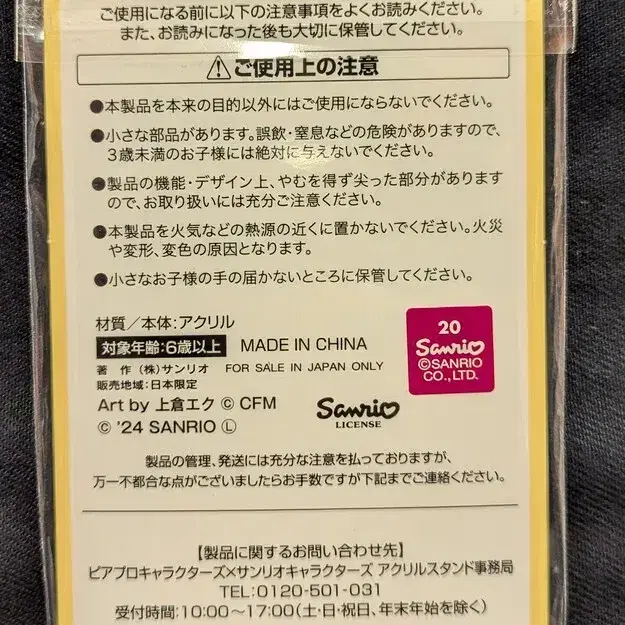 ご使用になる前に以下の注意事項をよくお読みください。
また、お読みになった後も大切に保管してください。
⚠ご使用上の注意
●本製品を本来の目的以外にはご使用にならないでください。
●小さな部品があります。誤飲・窒息などの危険がありますので、
3歳未満のお子様には絶対に与えないでください。
●製品の機能・デザイン上、やむを得ず尖った部分があります
ので、お取り扱いには充分ご注意ください。
●本製品を火気などの熱源の近くに置かないでください。火災
や変形、変色の原因となります。
●小さなお子様の手の届かないところに保管してください。
材質／本体:アクリル
対象年齢:6歳以上 MADE IN CHINA
著 作 (株)サンリオ FOR SALE IN JAPAN ONLY
販売地域:日本限定
Art by 上倉エク © CFM
© '24 SANRIO Ⓛ
Sanrio
LICENSE
20
Sanrio
©SANRIO
CO., LTD.
製品の管理、発送には充分な注意を払っておりますが、
万一不都合な点がございましたらお手数ですが下記までご連絡ください。
【製品に関するお問い合わせ先】
ピアプロキャラクターズ×サンリオキャラクターズ アクリルスタンド事務局
TEL:0120-501-031
受付時間:10:00～17:00(土・日・祝日、年末年始を除く)